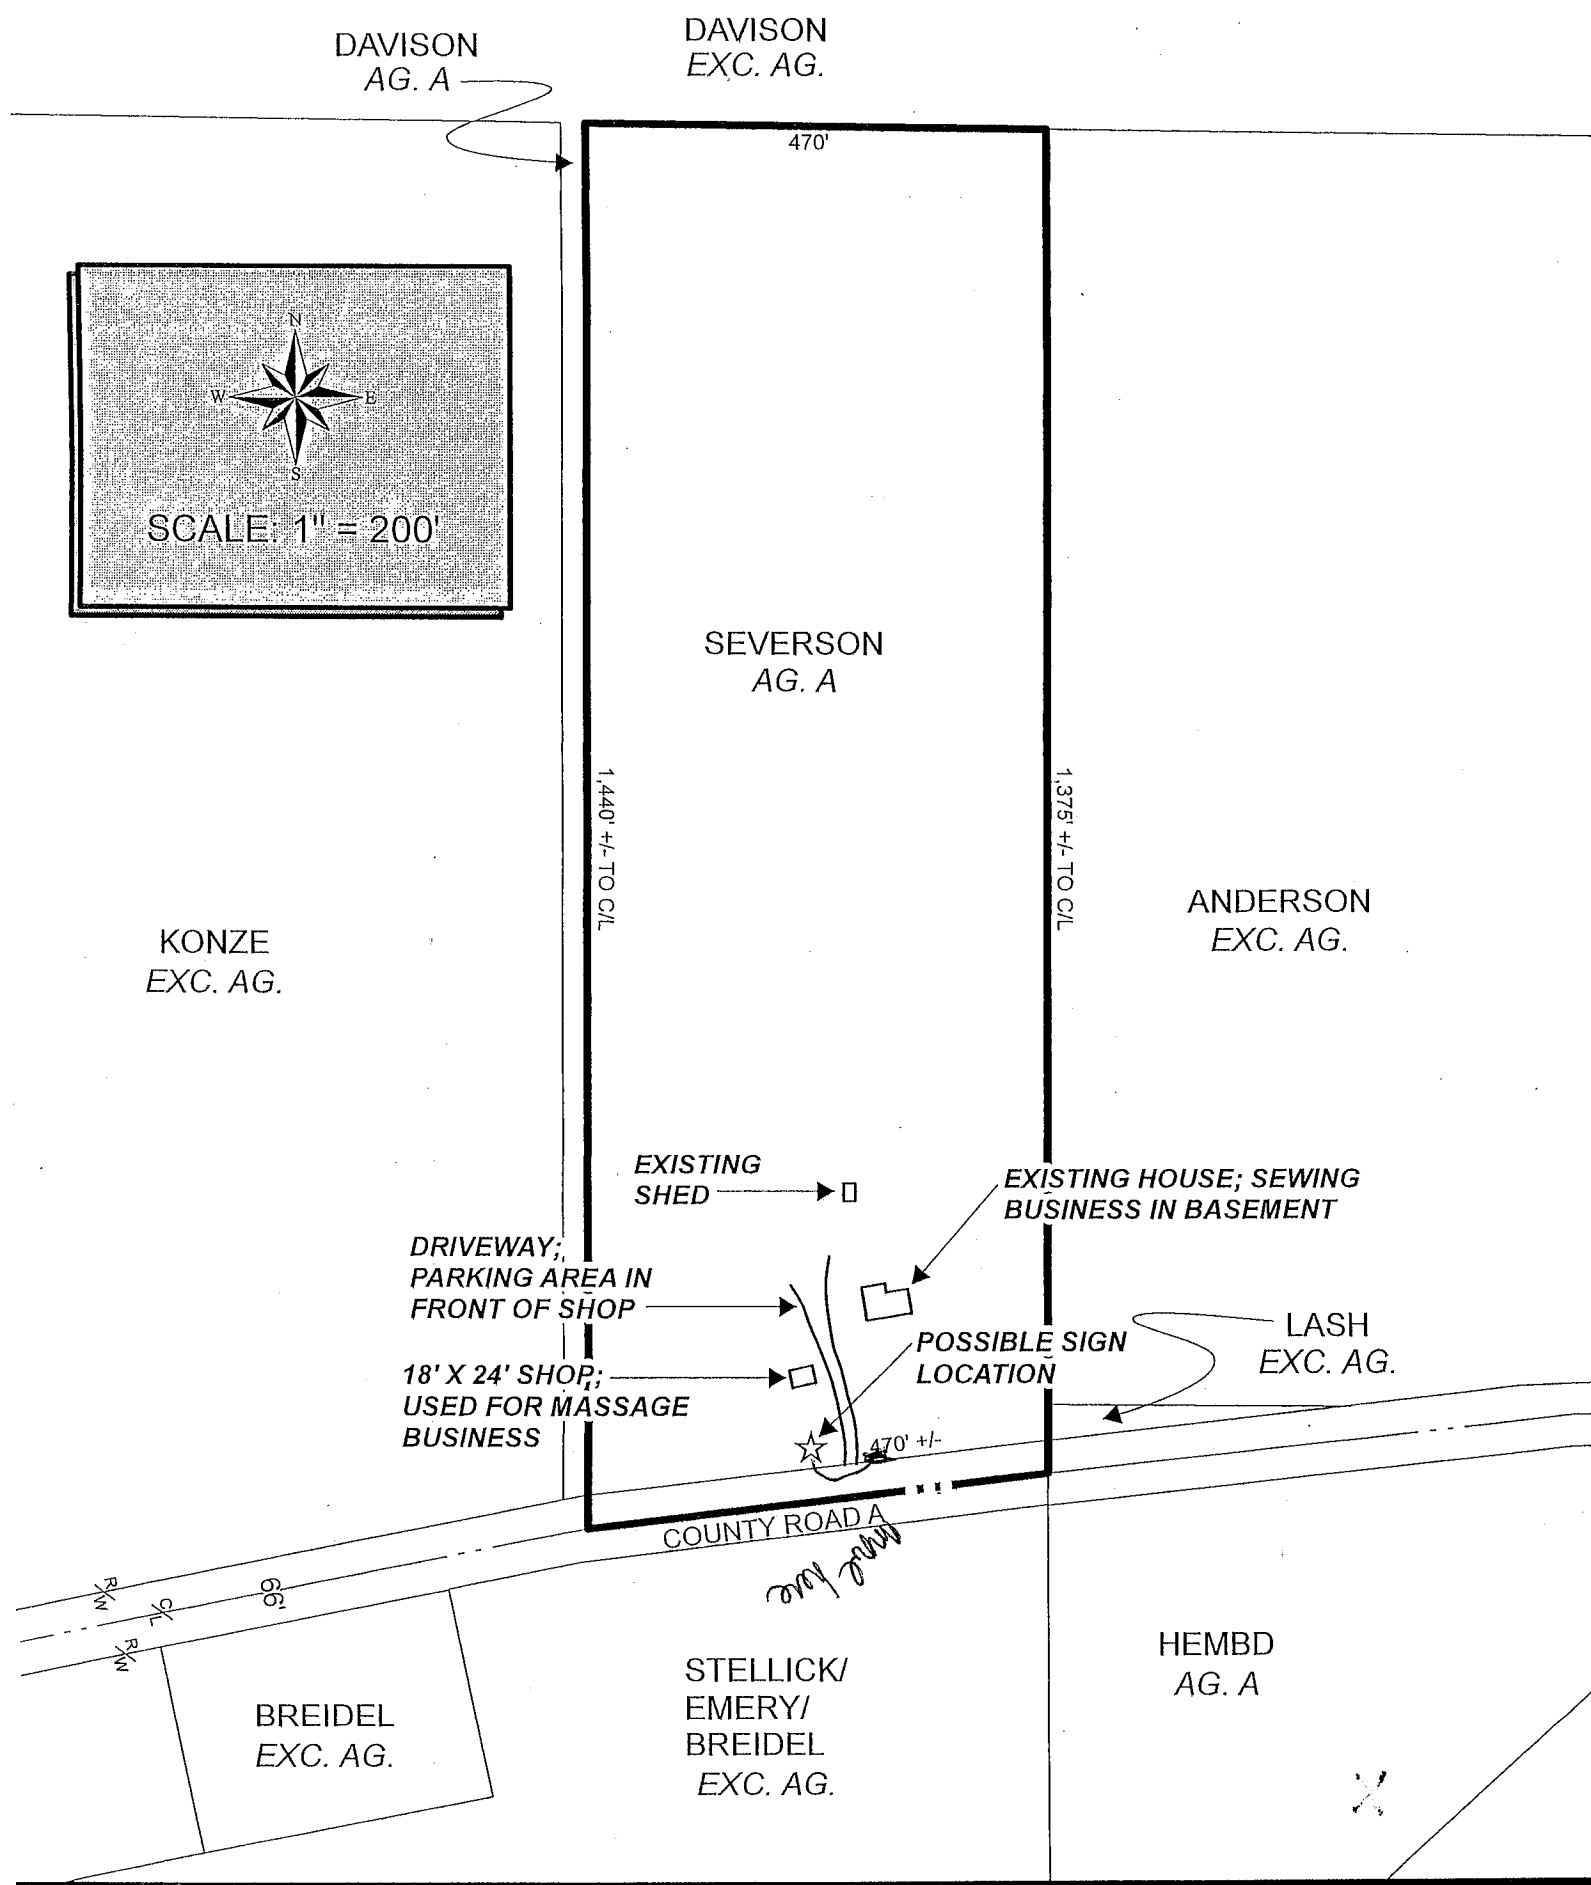 DAVISON
AG. A
DAVISON
EXC. AG.
470'
N
W
E
S
SCALE: 1" = 200'
SEVERSON
AG. A
1,440' +/- TO C/L
1,375' +/- TO C/L
KONZE
EXC. AG.
ANDERSON
EXC. AG.
EXISTING
SHED
EXISTING HOUSE; SEWING
BUSINESS IN BASEMENT
DRIVEWAY;
PARKING AREA IN
FRONT OF SHOP
LASH
EXC. AG.
POSSIBLE SIGN
LOCATION
18' X 24' SHOP;
USED FOR MASSAGE
BUSINESS
470' +/-
COUNTY ROAD A
here
R/W
C/L
R/W
66'
BREIDEL
EXC. AG.
STELLICK/
EMERY/
BREIDEL
EXC. AG.
HEMBD
AG. A